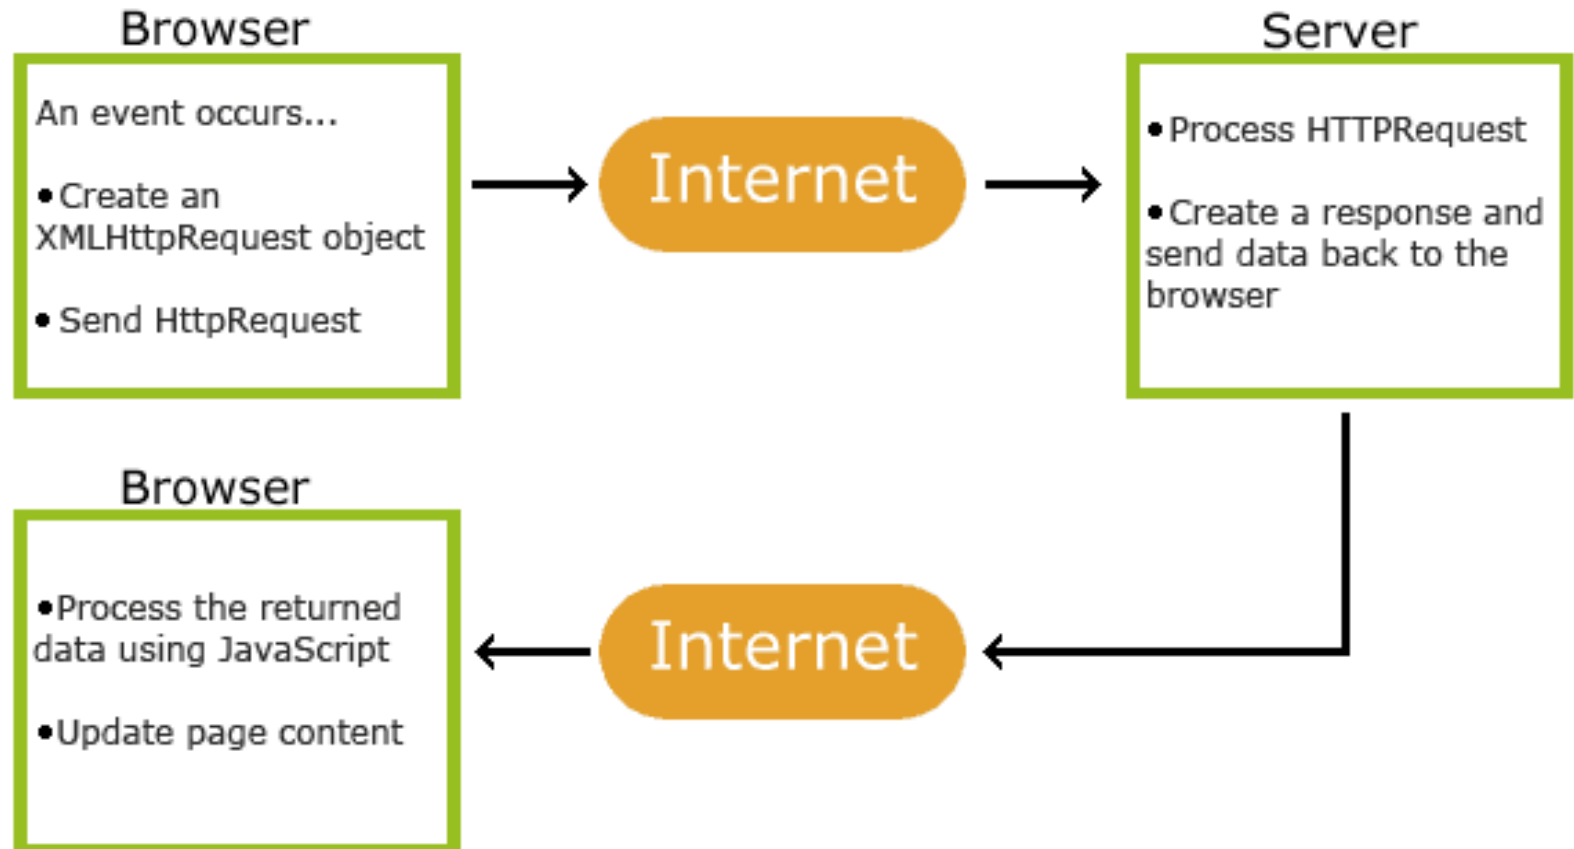 Browser
An event occurs...
•Create an
XMLHttpRequest object
• Send HttpRequest
Internet
Server
•Process HTTPRequest
•Create a response and
send data back to the
browser
Browser
•Process the returned
data using JavaScript
•Update page content
Internet